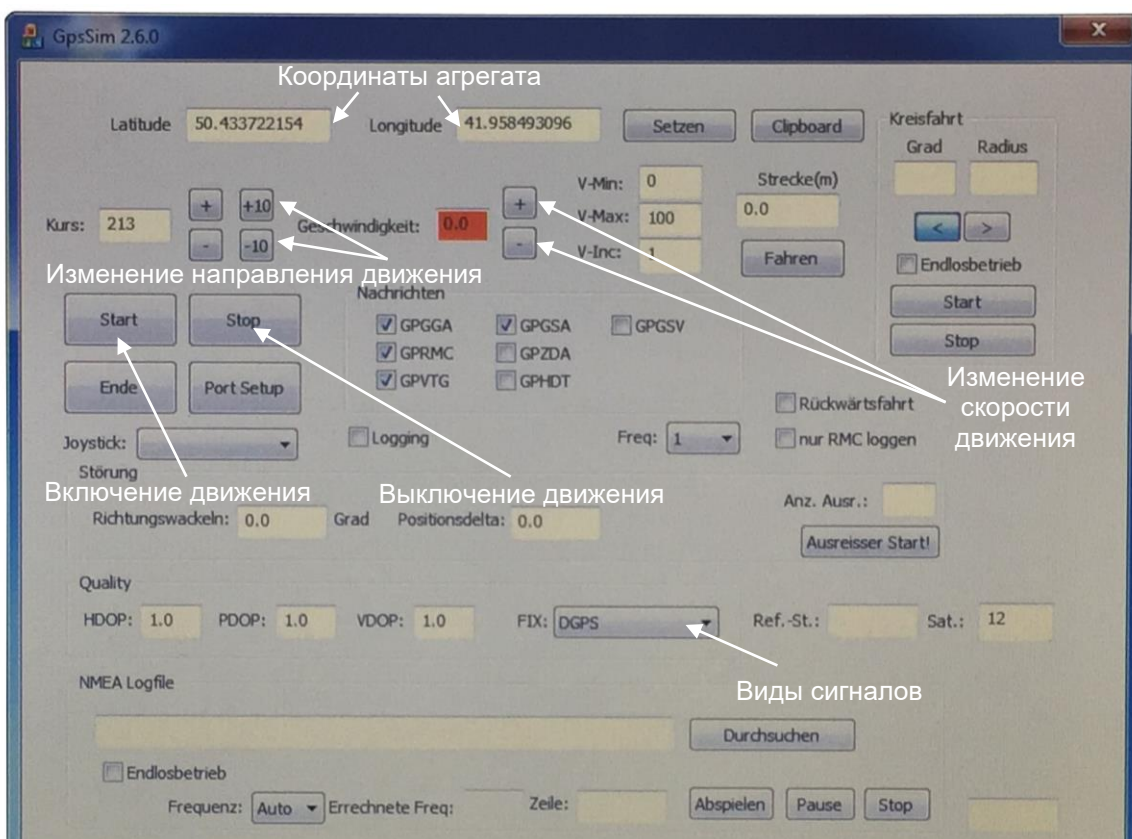 GpsSim 2.6.0
x
Координаты агрегата
Latitude 50.433722154 Longitude 41.958493096 Setzen Clipboard
Kreisfahrt
Grad Radius
V-Min: 0 Strecke(m)
Kurs: 213 + +10 Geschwindigkeit: 0.0 + V-Max: 100 0.0
- -10 - V-Inc: 1 Fahren
< >
Endlosbetrieb
Start
Stop
Изменение направления движения
Nachrichten
Start Stop
GPGGA GPGSA GPGSV
GPRMC GPZDA
GPVTG GPHDT
Ende Port Setup
Изменение
скорости
движения
Rückwärtsfahrt
Joystick: Logging Freq: 1 nur RMC loggen
Störung
Включение движения Выключение движения
Richtungswackeln: 0.0 Grad Positionsdelta: 0.0
Anz. Ausr.:
Ausreisser Start!
Quality
HDOP: 1.0 PDOP: 1.0 VDOP: 1.0 FIX: DGPS Ref.-St.: Sat.: 12
Виды сигналов
NMEA Logfile
Durchsuchen
Endlosbetrieb
Frequenz: Auto Errechnete Freq: Zeile: Abspielen Pause Stop